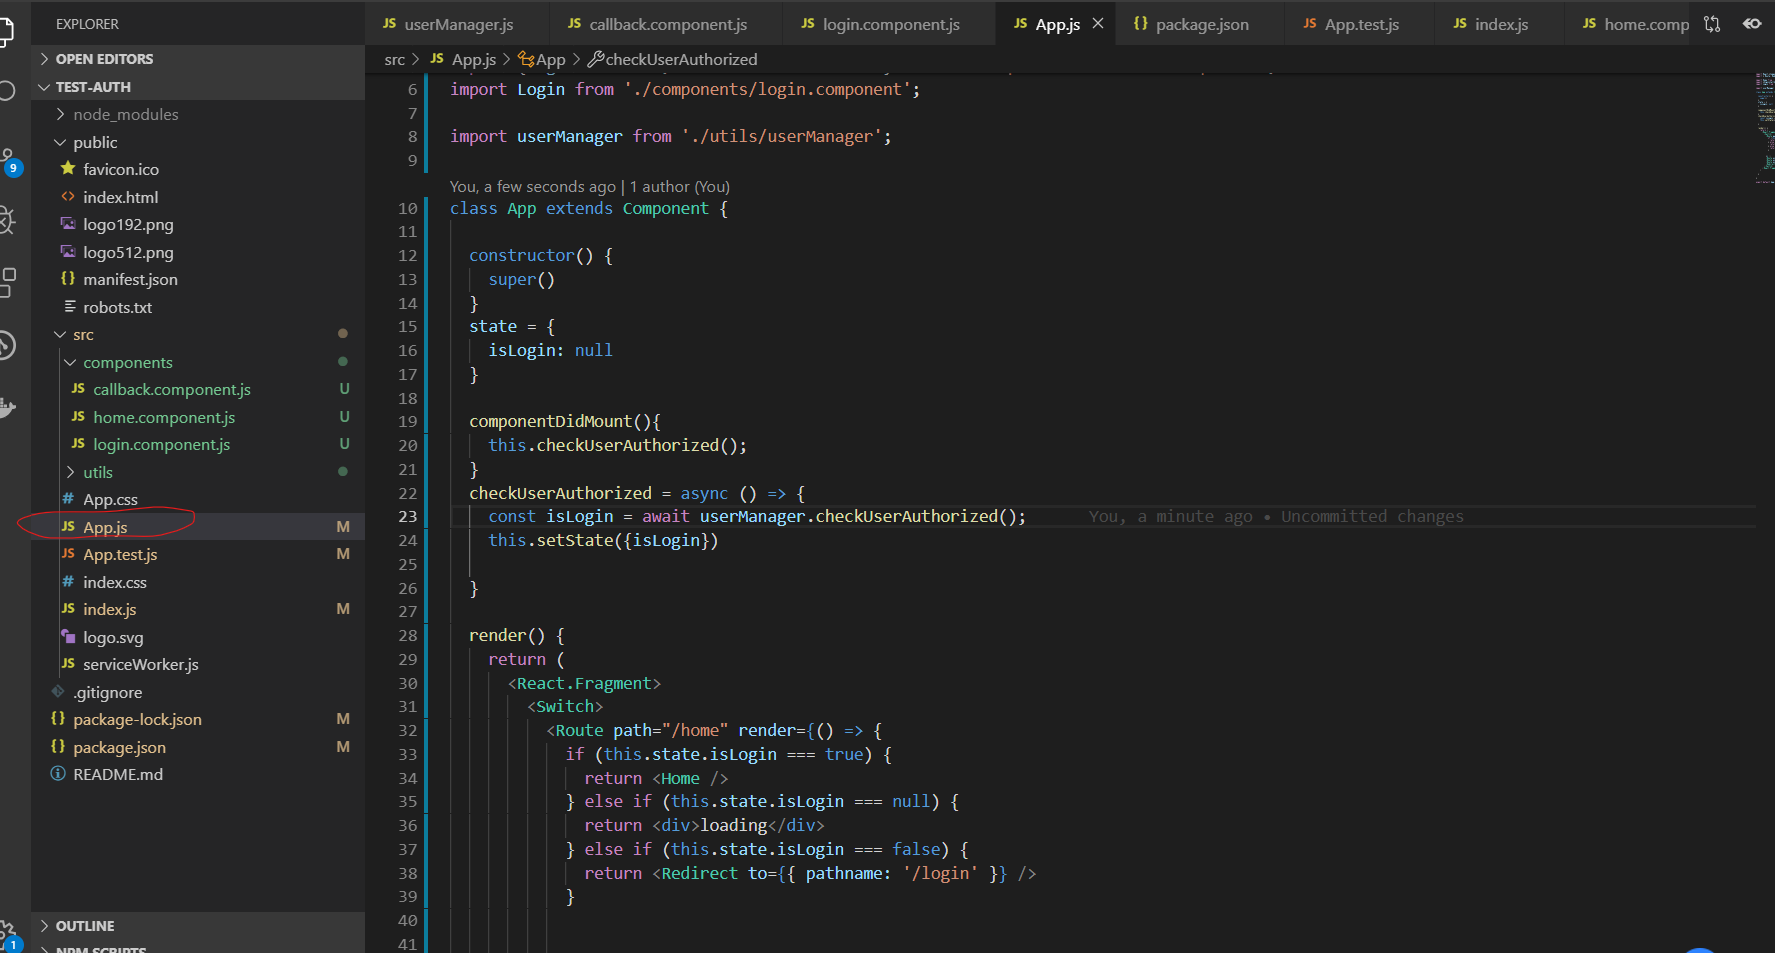 EXPLORER
OPEN EDITORS
TEST-AUTH
node_modules
public
favicon.ico
<> index.html
logo192.png
logo512.png
{} manifest.json
robots.txt
src
components
JS callback.component.js U
JS home.component.js U
JS login.component.js U
utils
# App.css
JS App.js M
JS App.test.js M
# index.css
JS index.js M
logo.svg
JS serviceWorker.js
.gitignore
{} package-lock.json M
{} package.json M
README.md
OUTLINE
NPM SCRIPTS
9
1
JS userManager.js
JS callback.component.js
JS login.component.js
JS App.js
{} package.json
JS App.test.js
JS index.js
JS home.comp
src > JS App.js > App > checkUserAuthorized
6 import Login from './components/login.component';
7
8 import userManager from './utils/userManager';
9
You, a few seconds ago | 1 author (You)
10 class App extends Component {
11
12 constructor() {
13 super()
14 }
15 state = {
16 isLogin: null
17 }
18
19 componentDidMount(){
20 this.checkUserAuthorized();
21 }
22 checkUserAuthorized = async () => {
23 const isLogin = await userManager.checkUserAuthorized(); You, a minute ago • Uncommitted changes
24 this.setState({isLogin})
25
26 }
27
28 render() {
29 return (
30 <React.Fragment>
31 <Switch>
32 <Route path="/home" render={() => {
33 if (this.state.isLogin === true) {
34 return <Home />
35 } else if (this.state.isLogin === null) {
36 return <div>loading</div>
37 } else if (this.state.isLogin === false) {
38 return <Redirect to={{ pathname: '/login' }} />
39 }
40
41